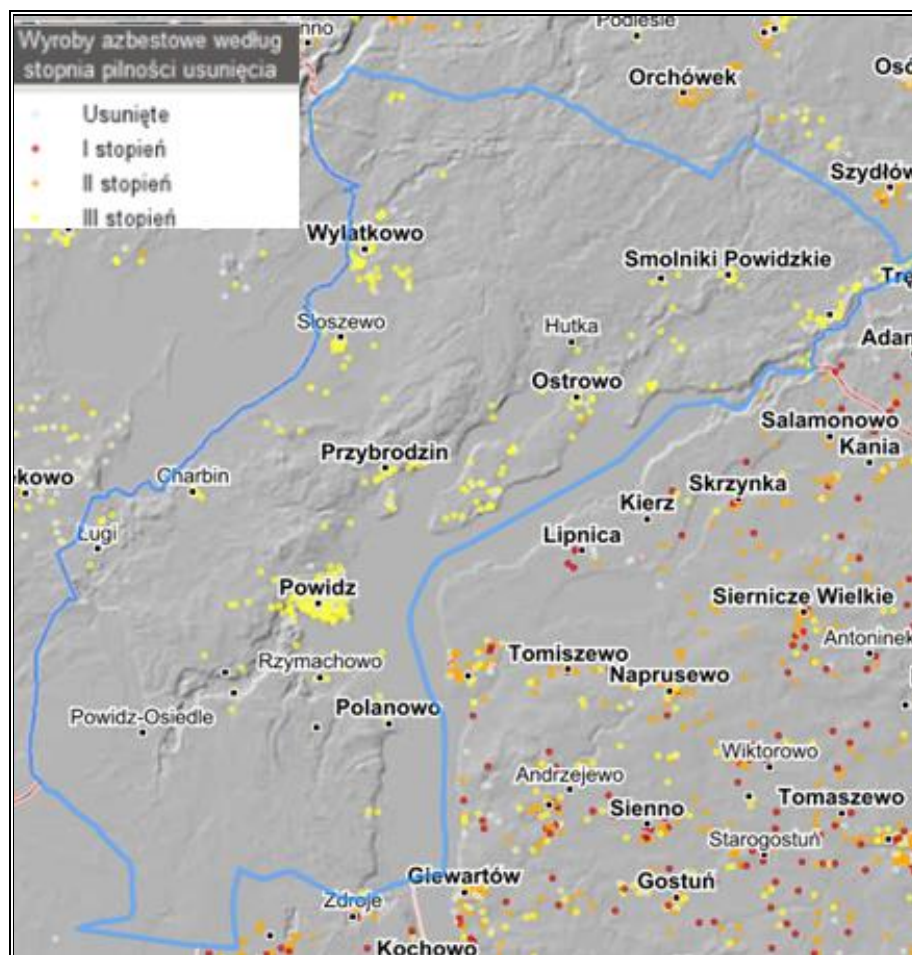 Wyroby azbestowe według
stopnia pilności usunięcia
Usunięte
I stopień
II stopień
III stopień
Podlesie
Orchówek
Wylatkowo
Smolniki Powidzkie
Słoszewo
Hutka
Ostrowo
Salamonowo
Przybrodzin
Kania
Charbin
Skrzynka
Kierz
Ługi
Lipnica
Powidz
Siernicze Wielkie
Antoninek
Rzymachowo
Tomiszewo
Naprusewo
Polanowo
Powidz-Osiedle
Wiktorowo
Andrzejewo
Sienno
Tomaszewo
Starogostuń
Giewartów
Gostuń
Zdroje
Kochowo